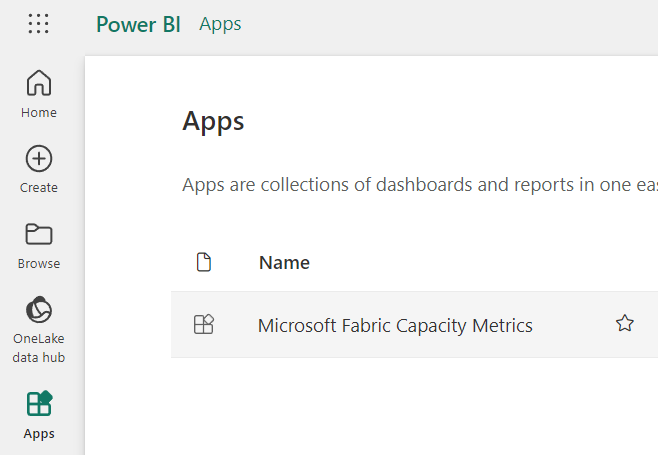 Power BI Apps
Home
Create
Browse
OneLake
data hub
Apps
Apps
Apps are collections of dashboards and reports in one
Name
Microsoft Fabric Capacity Metrics